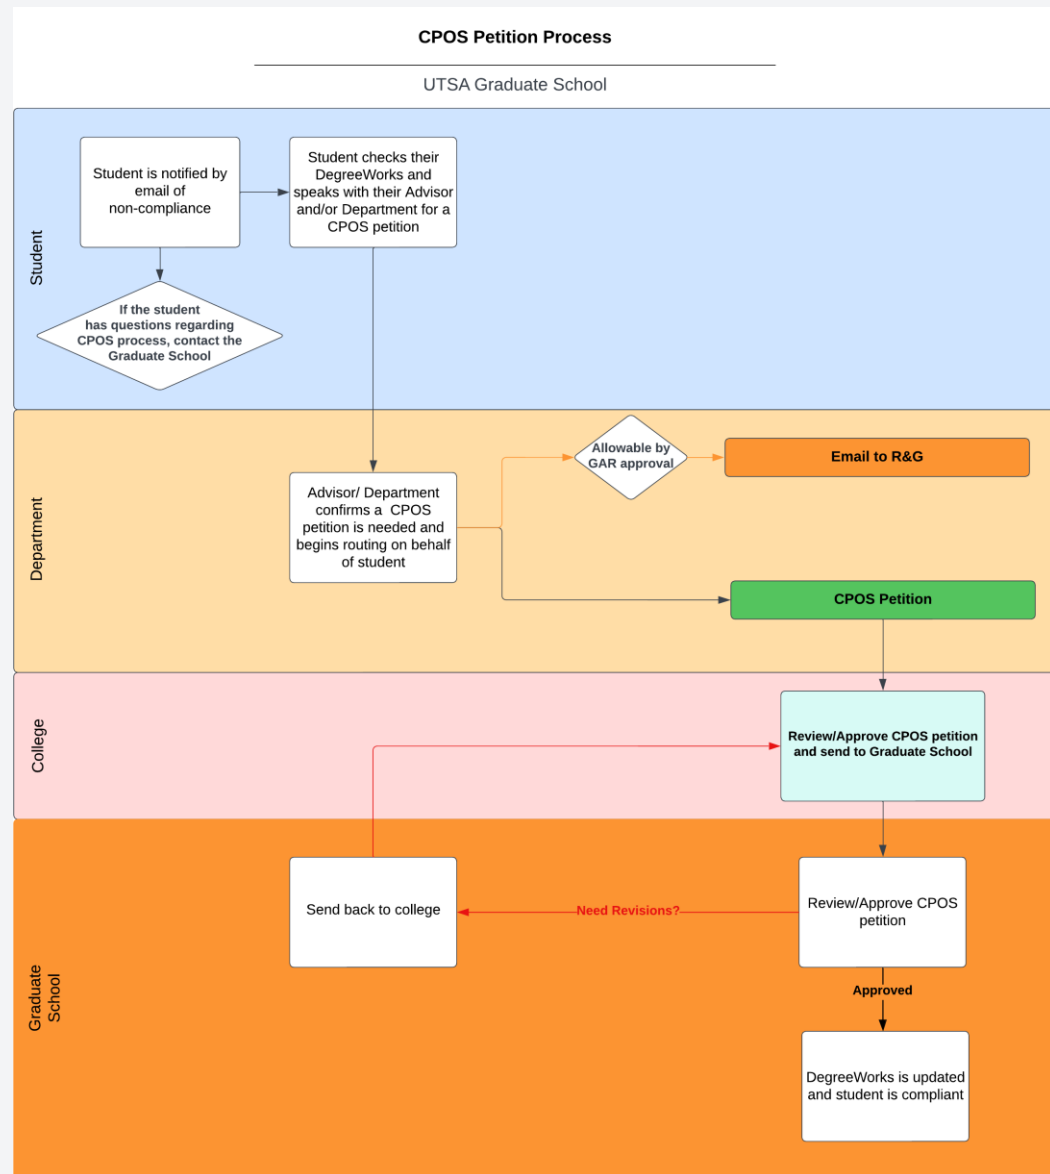 CPOS Petition Process
UTSA Graduate School
Student
Student is notified by
email of
non-compliance
Student checks their
DegreeWorks and
speaks with their Advisor
and/or Department for a
CPOS petition
If the student
has questions regarding
CPOS process, contact the
Graduate School
Department
Advisor/ Department
confirms a CPOS
petition is needed and
begins routing on behalf
of student
Allowable by
GAR approval
Email to R&G
CPOS Petition
College
Review/Approve CPOS petition
and send to Graduate School
Graduate
School
Send back to college
Need Revisions?
Review/Approve CPOS
petition
Approved
DegreeWorks is updated
and student is compliant